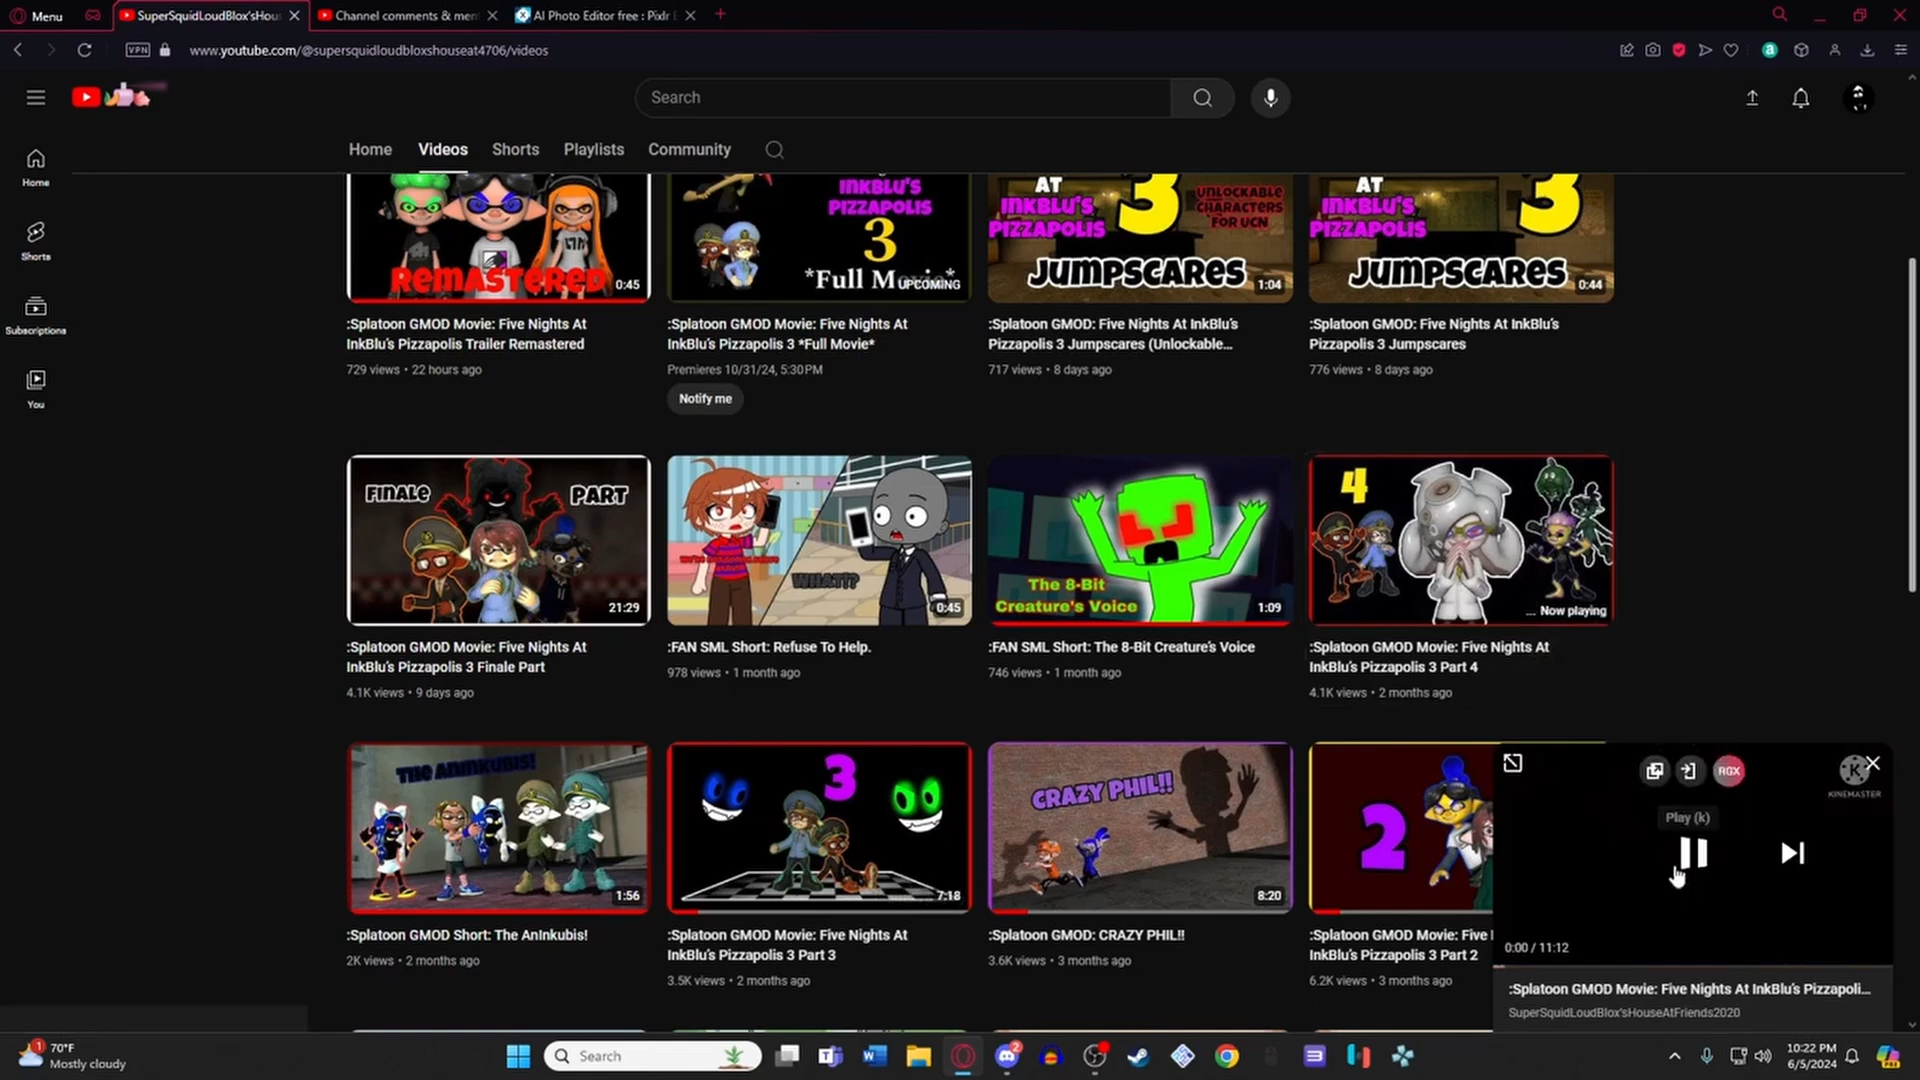 Menu
SuperSquidLoudBlox'sHou
Channel comments & men
AI Photo Editor free : Pixlr E
VPN
www.youtube.com/@supersquidloudbloxshouseat4706/videos
Search
Home
Videos
Shorts
Playlists
Community
Home
Shorts
Subscriptions
You
REMASTERED
0:45
INKBLU'S
PIZZAPOLIS
3
*Full Movie*
UPCOMING
AT
INKBLU'S
PIZZAPOLIS
3
UNLOCKABLE
CHARACTERS
FOR UCN
JUMPSCARES
1:04
AT
INKBLU'S
PIZZAPOLIS
3
JUMPSCARES
0:44
:Splatoon GMOD Movie: Five Nights At
InkBlu's Pizzapolis Trailer Remastered
729 views • 22 hours ago
:Splatoon GMOD Movie: Five Nights At
InkBlu's Pizzapolis 3 *Full Movie*
Premieres 10/31/24, 5:30PM
Notify me
:Splatoon GMOD: Five Nights At InkBlu's
Pizzapolis 3 Jumpscares (Unlockable...
717 views • 8 days ago
:Splatoon GMOD: Five Nights At InkBlu's
Pizzapolis 3 Jumpscares
776 views • 8 days ago
FINALE
PART
21:29
WHAT!?
0:45
The 8-Bit
Creature's Voice
1:09
4
... Now playing
:Splatoon GMOD Movie: Five Nights At
InkBlu's Pizzapolis 3 Finale Part
4.1K views • 9 days ago
:FAN SML Short: Refuse To Help.
978 views • 1 month ago
:FAN SML Short: The 8-Bit Creature's Voice
746 views • 1 month ago
:Splatoon GMOD Movie: Five Nights At
InkBlu's Pizzapolis 3 Part 4
4.1K views • 2 months ago
THE ANINKUBIS!
1:56
3
7:18
CRAZY PHIL!!
8:20
2
:Splatoon GMOD Short: The AnInkubis!
2K views • 2 months ago
:Splatoon GMOD Movie: Five Nights At
InkBlu's Pizzapolis 3 Part 3
3.5K views • 2 months ago
:Splatoon GMOD: CRAZY PHIL!!
3.6K views • 3 months ago
:Splatoon GMOD Movie: Five
InkBlu's Pizzapolis 3 Part 2
6.2K views • 3 months ago
RGX
K
KINEMASTER
Play (k)
0:00 / 11:12
:Splatoon GMOD Movie: Five Nights At InkBlu's Pizzapoli...
SuperSquidLoudBlox'sHouseAtFriends2020
1
70°F
Mostly cloudy
Search
2
10:22 PM
6/5/2024